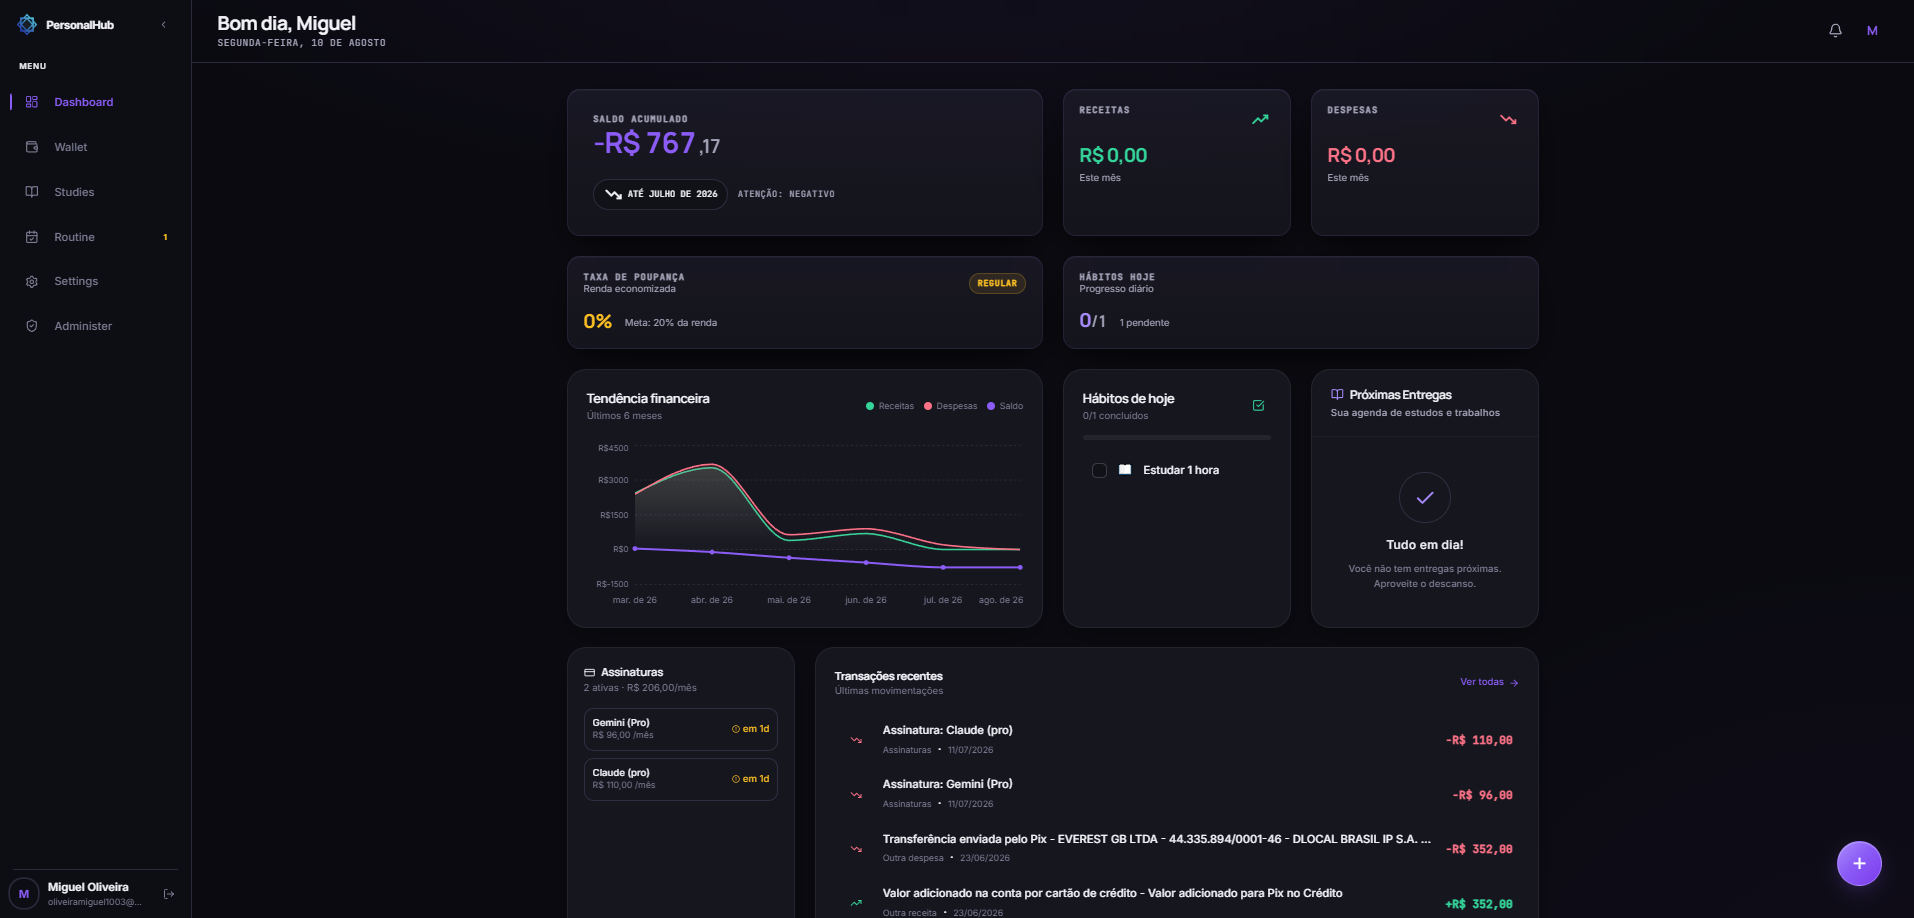 PersonalHub
MENU
Dashboard
Wallet
Studies
Routine 1
Settings
Administer
M
Miguel Oliveira
oliveiramiguel1003@...
Bom dia, Miguel
SEGUNDA-FEIRA, 10 DE AGOSTO
M
SALDO ACUMULADO
-R$ 767,17
ATÉ JULHO DE 2026 ATENÇÃO: NEGATIVO
RECEITAS
R$ 0,00
Este mês
DESPESAS
R$ 0,00
Este mês
TAXA DE POUPANÇA
Renda economizada
REGULAR
0% Meta: 20% da renda
HÁBITOS HOJE
Progresso diário
0/1 1 pendente
Tendência financeira
Últimos 6 meses
Receitas Despesas Saldo
R$4500
R$3000
R$1500
R$0
R$-1500
mar. de 26 abr. de 26 mai. de 26 jun. de 26 jul. de 26 ago. de 26
Hábitos de hoje
0/1 concluídos
Estudar 1 hora
Próximas Entregas
Sua agenda de estudos e trabalhos
Tudo em dia!
Você não tem entregas próximas.
Aproveite o descanso.
Assinaturas
2 ativas · R$ 206,00/mês
Gemini (Pro)
R$ 96,00 /mês
em 1d
Claude (pro)
R$ 110,00 /mês
em 1d
Transações recentes
Últimas movimentações
Ver todas →
Assinatura: Claude (pro)
Assinaturas • 11/07/2026
-R$ 110,00
Assinatura: Gemini (Pro)
Assinaturas • 11/07/2026
-R$ 96,00
Transferência enviada pelo Pix - EVEREST GB LTDA - 44.335.894/0001-46 - DLOCAL BRASIL IP S.A. ...
Outra despesa • 23/06/2026
-R$ 352,00
Valor adicionado na conta por cartão de crédito - Valor adicionado para Pix no Crédito
Outra receita • 23/06/2026
+R$ 352,00
+